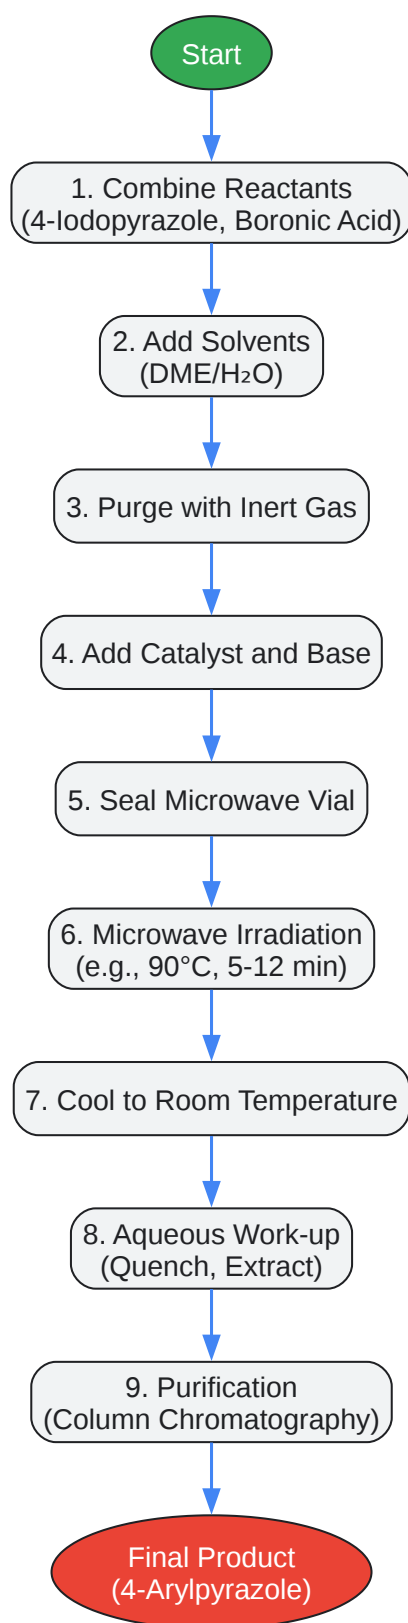 Start
1. Combine Reactants
(4-Iodopyrazole, Boronic Acid)
2. Add Solvents
(DME/H₂O)
3. Purge with Inert Gas
4. Add Catalyst and Base
5. Seal Microwave Vial
6. Microwave Irradiation
(e.g., 90°C, 5-12 min)
7. Cool to Room Temperature
8. Aqueous Work-up
(Quench, Extract)
9. Purification
(Column Chromatography)
Final Product
(4-Arylpyrazole)